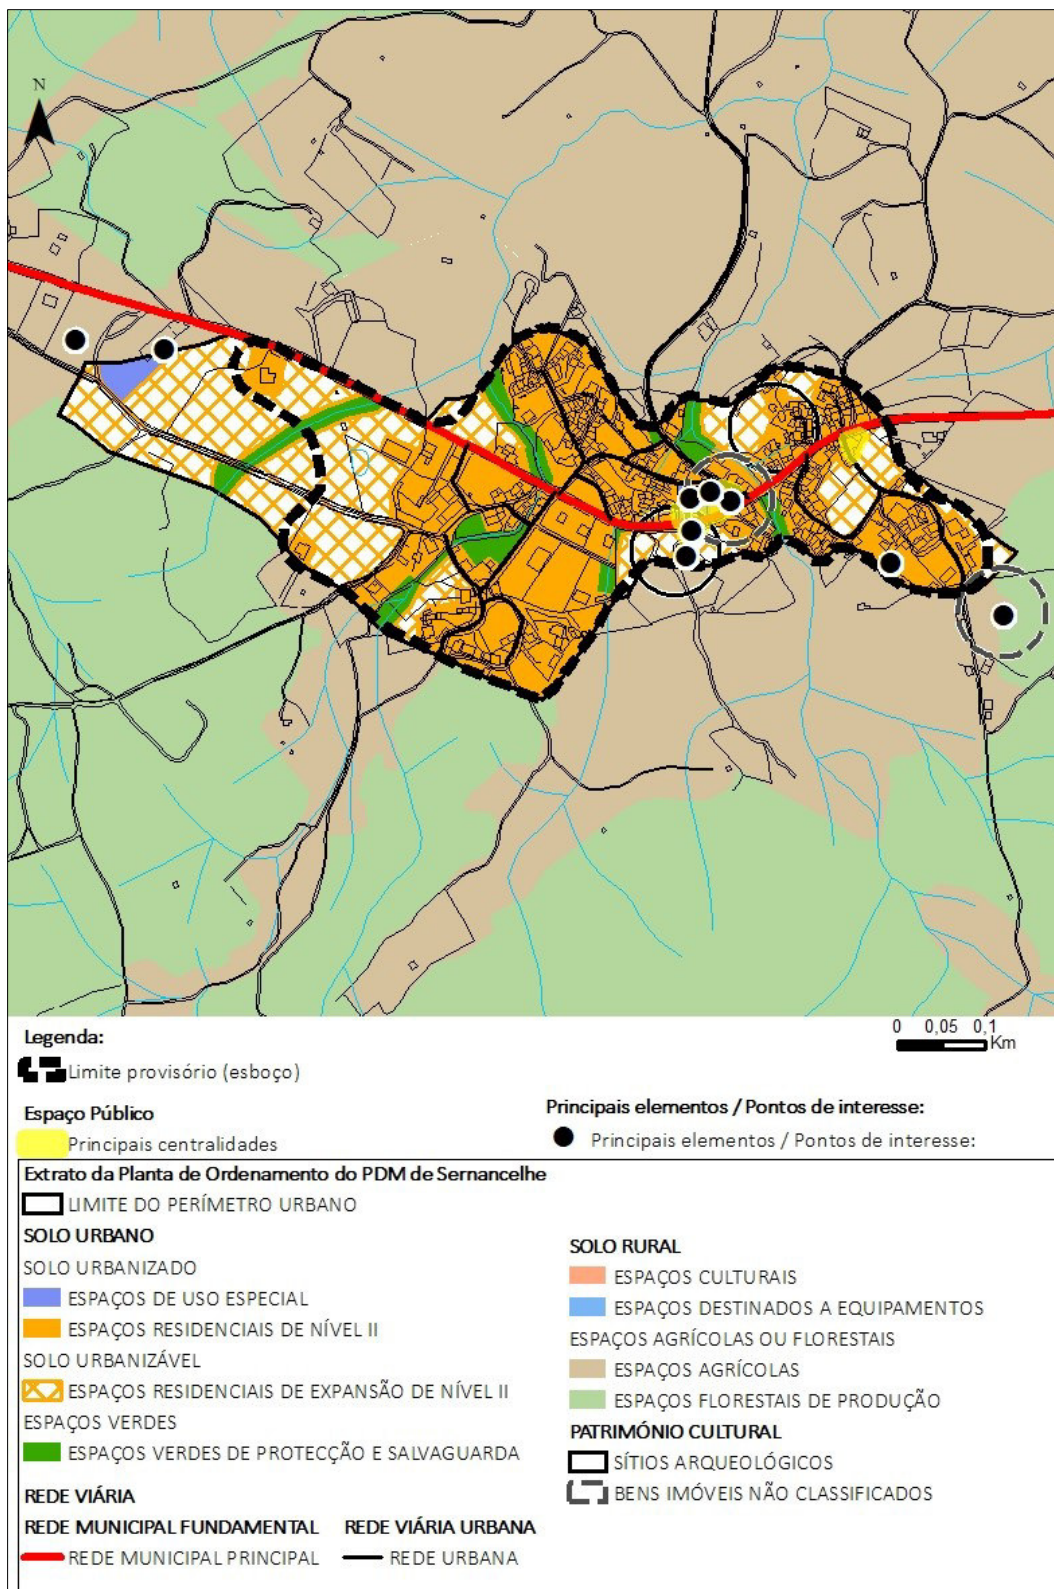 N
0 0,05 0,1
Km
Legenda:
Limite provisório (esboço)
Espaço Público
Principais centralidades
Principais elementos / Pontos de interesse:
Principais elementos / Pontos de interesse:
Extrato da Planta de Ordenamento do PDM de Sernancelhe
LIMITE DO PERÍMETRO URBANO
SOLO URBANO
SOLO URBANIZADO
ESPAÇOS DE USO ESPECIAL
ESPAÇOS RESIDENCIAIS DE NÍVEL II
SOLO URBANIZÁVEL
ESPAÇOS RESIDENCIAIS DE EXPANSÃO DE NÍVEL II
ESPAÇOS VERDES
ESPAÇOS VERDES DE PROTECÇÃO E SALVAGUARDA
REDE VIÁRIA
REDE MUNICIPAL FUNDAMENTAL REDE VIÁRIA URBANA
REDE MUNICIPAL PRINCIPAL REDE URBANA
SOLO RURAL
ESPAÇOS CULTURAIS
ESPAÇOS DESTINADOS A EQUIPAMENTOS
ESPAÇOS AGRÍCOLAS OU FLORESTAIS
ESPAÇOS AGRÍCOLAS
ESPAÇOS FLORESTAIS DE PRODUÇÃO
PATRIMÓNIO CULTURAL
SÍTIOS ARQUEOLÓGICOS
BENS IMÓVEIS NÃO CLASSIFICADOS